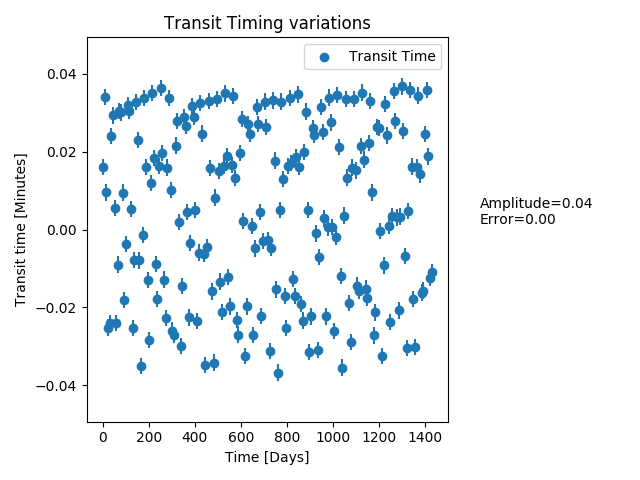 Transit Timing variations
Transit Time
Transit time [Minutes]
0.04
0.02
0.00
−0.02
−0.04
0
200
400
600
800
1000
1200
1400
Time [Days]
Amplitude=0.04
Error=0.00